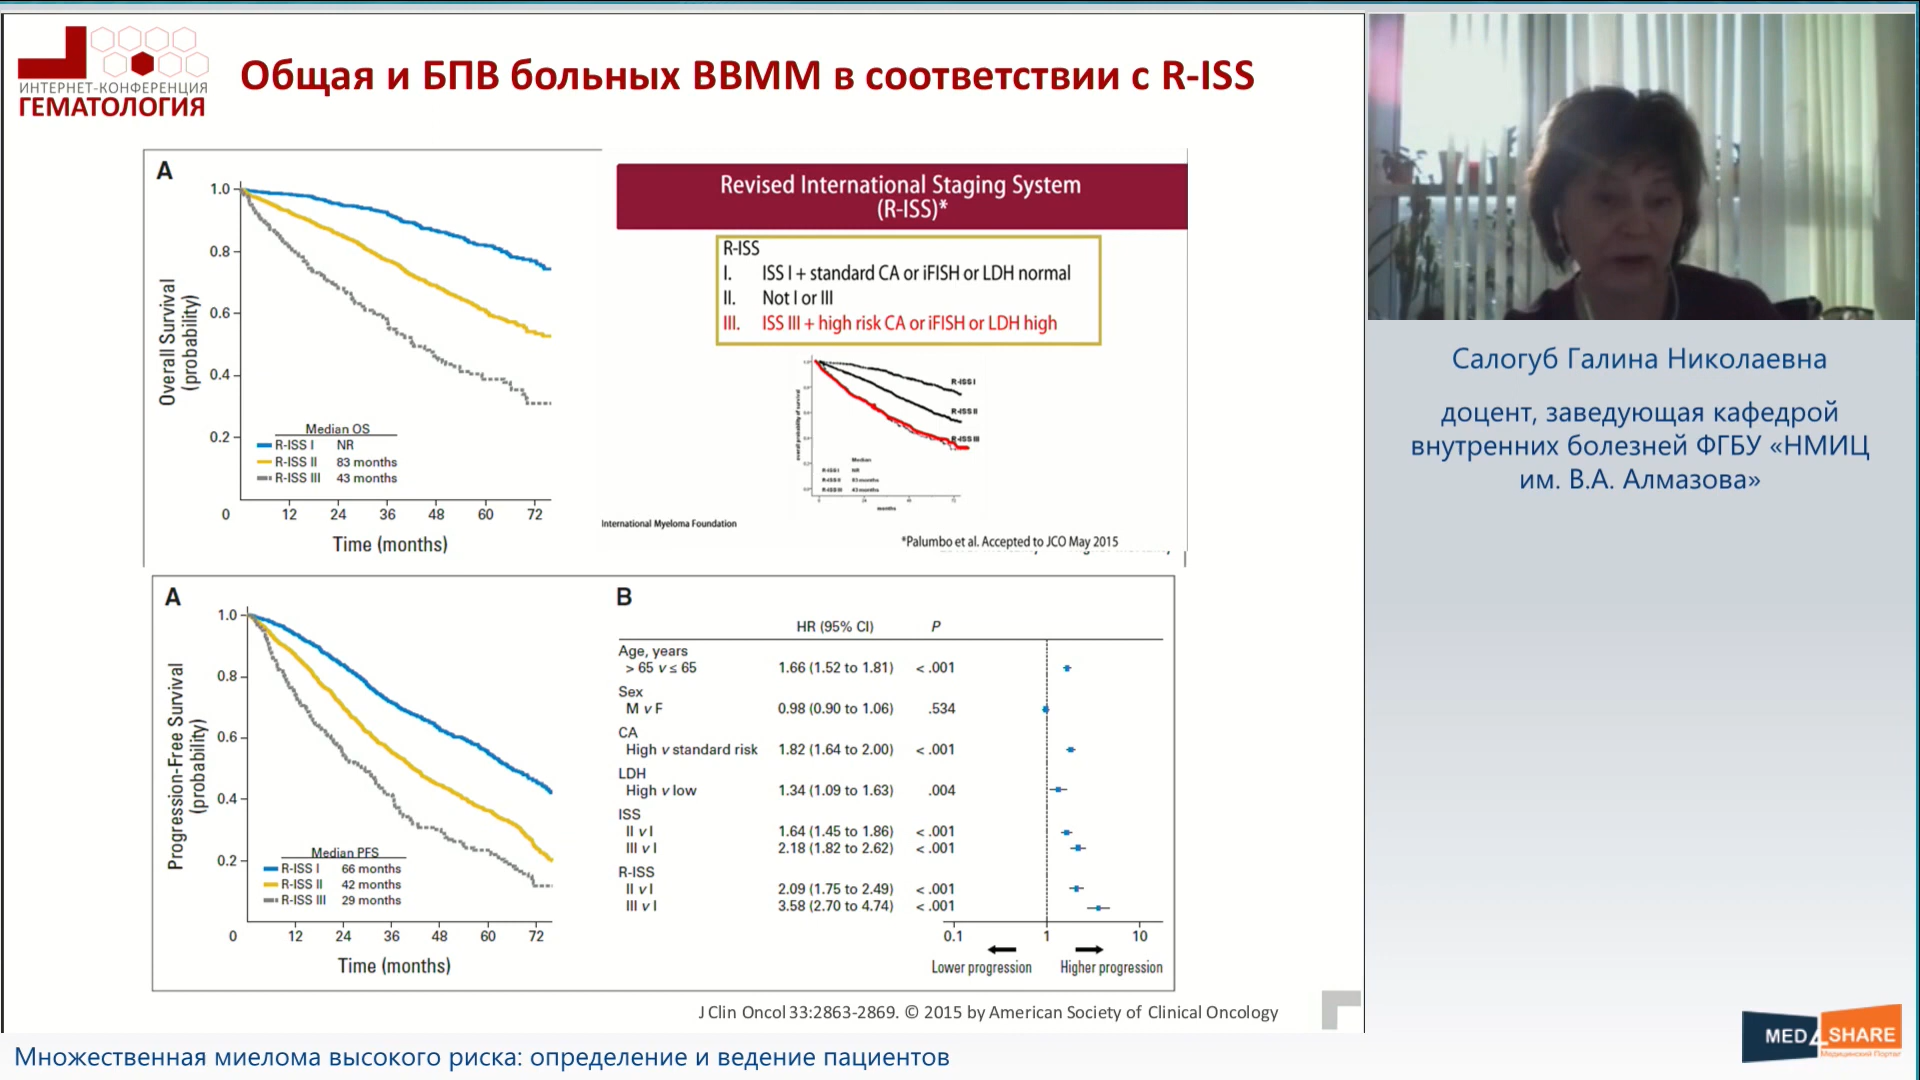 ИНТЕРНЕТ-КОНФЕРЕНЦИЯ
ГЕМАТОЛОГИЯ
Общая и БПВ больных ВВММ в соответствии с R-ISS
A
Overall Survival
(probability)
1.0
0.8
0.6
0.4
0.2
Median OS
R-ISS I NR
R-ISS II 83 months
R-ISS III 43 months
0 12 24 36 48 60 72
Time (months)
Revised International Staging System
(R-ISS)*
R-ISS
I. ISS I + standard CA or iFISH or LDH normal
II. Not I or III
III. ISS III + high risk CA or iFISH or LDH high
R-ISS I
R-ISS II
R-ISS III
Median
R-ISS I NR
R-ISS II 83 months
R-ISS III 43 months
months
International Myeloma Foundation
*Palumbo et al. Accepted to JCO May 2015
A
Progression-Free Survival
(probability)
1.0
0.8
0.6
0.4
0.2
Median PFS
R-ISS I 66 months
R-ISS II 42 months
R-ISS III 29 months
0 12 24 36 48 60 72
Time (months)
B
HR (95% CI) P
Age, years
> 65 v ≤ 65 1.66 (1.52 to 1.81) < .001
Sex
M v F 0.98 (0.90 to 1.06) .534
CA
High v standard risk 1.82 (1.64 to 2.00) < .001
LDH
High v low 1.34 (1.09 to 1.63) .004
ISS
II v I 1.64 (1.45 to 1.86) < .001
III v I 2.18 (1.82 to 2.62) < .001
R-ISS
II v I 2.09 (1.75 to 2.49) < .001
III v I 3.58 (2.70 to 4.74) < .001
0.1 1 10
Lower progression Higher progression
J Clin Oncol 33:2863-2869. © 2015 by American Society of Clinical Oncology
Салогуб Галина Николаевна
доцент, заведующая кафедрой
внутренних болезней ФГБУ «НМИЦ
им. В.А. Алмазова»
MED4SHARE
Медицинский Портал
Множественная миелома высокого риска: определение и ведение пациентов